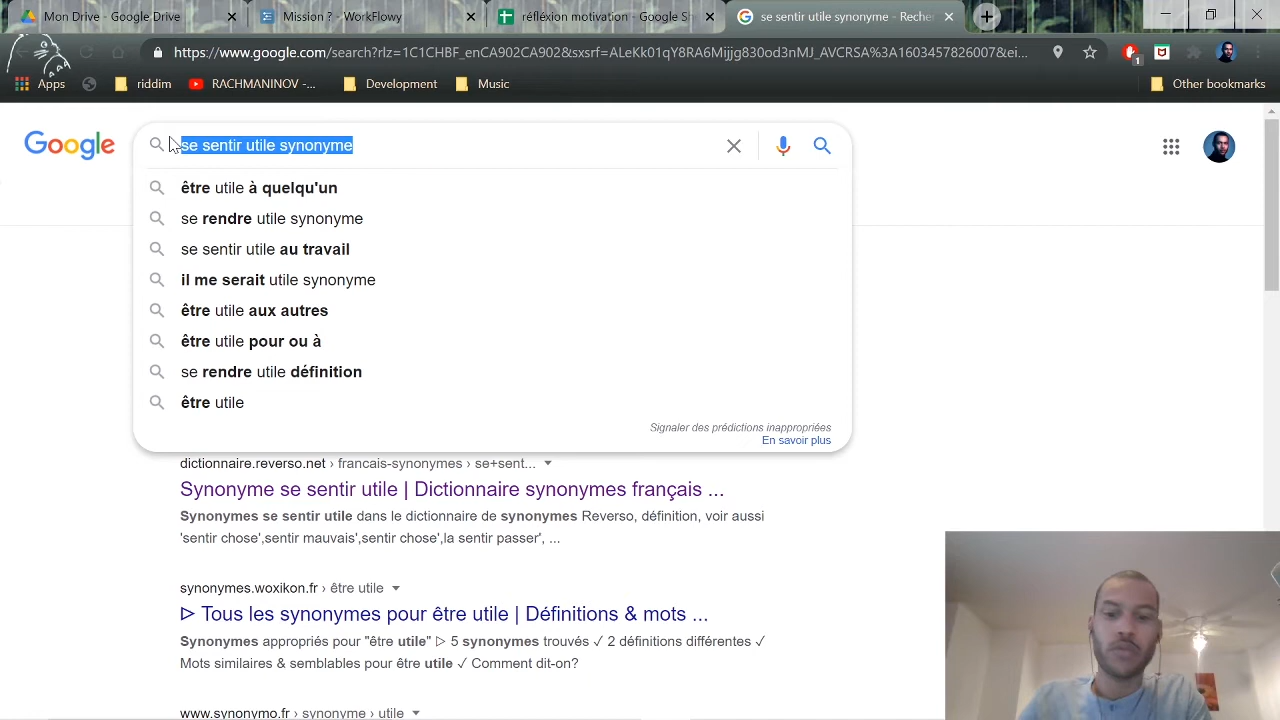 Mon Drive - Google Drive
Mission ? - WorkFlowy
réfléxion motivation - Google Sh
se sentir utile synonyme - Recher
https://www.google.com/search?rlz=1C1CHBF_enCA902CA902&sxsrf=ALeKk01qY8RA6Mijjg830od3nMJ_AVCRSA%3A1603457826007&ei...
1
Apps
riddim
RACHMANINOV -...
Development
Music
Other bookmarks
Google
se sentir utile synonyme
être utile à quelqu'un
se rendre utile synonyme
se sentir utile au travail
il me serait utile synonyme
être utile aux autres
être utile pour ou à
se rendre utile définition
être utile
Signaler des prédictions inappropriées
En savoir plus
dictionnaire.reverso.net › francais-synonymes › se+sent...
Synonyme se sentir utile | Dictionnaire synonymes français ...
Synonymes se sentir utile dans le dictionnaire de synonymes Reverso, définition, voir aussi
'sentir chose',sentir mauvais',sentir chose',la sentir passer', ...
synonymes.woxikon.fr › être utile
ᐅ Tous les synonymes pour être utile | Définitions & mots ...
Synonymes appropriés pour "être utile" ᐅ 5 synonymes trouvés ✓ 2 définitions différentes ✓
Mots similaires & semblables pour être utile ✓ Comment dit-on?
www.synonymo.fr › synonyme › utile